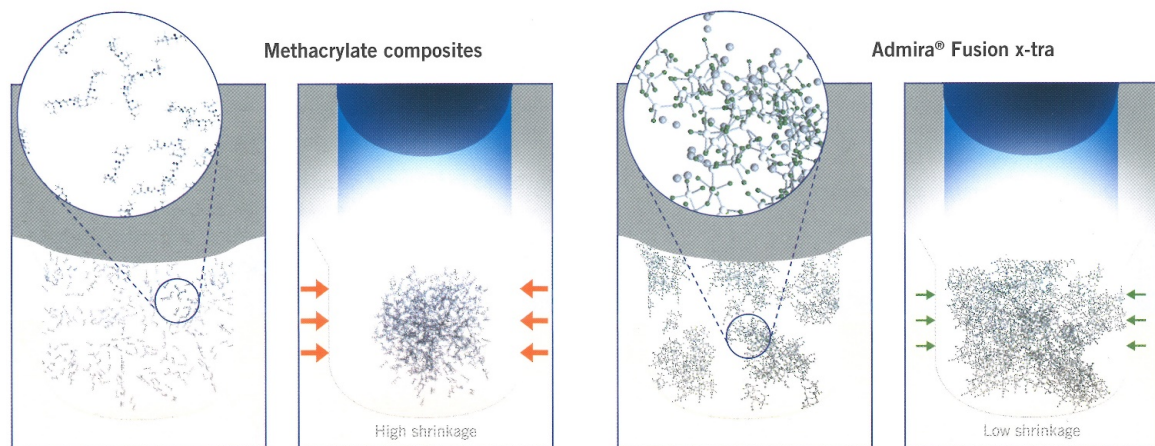 Methacrylate composites
Admira® Fusion x-tra
High shrinkage
Low shrinkage